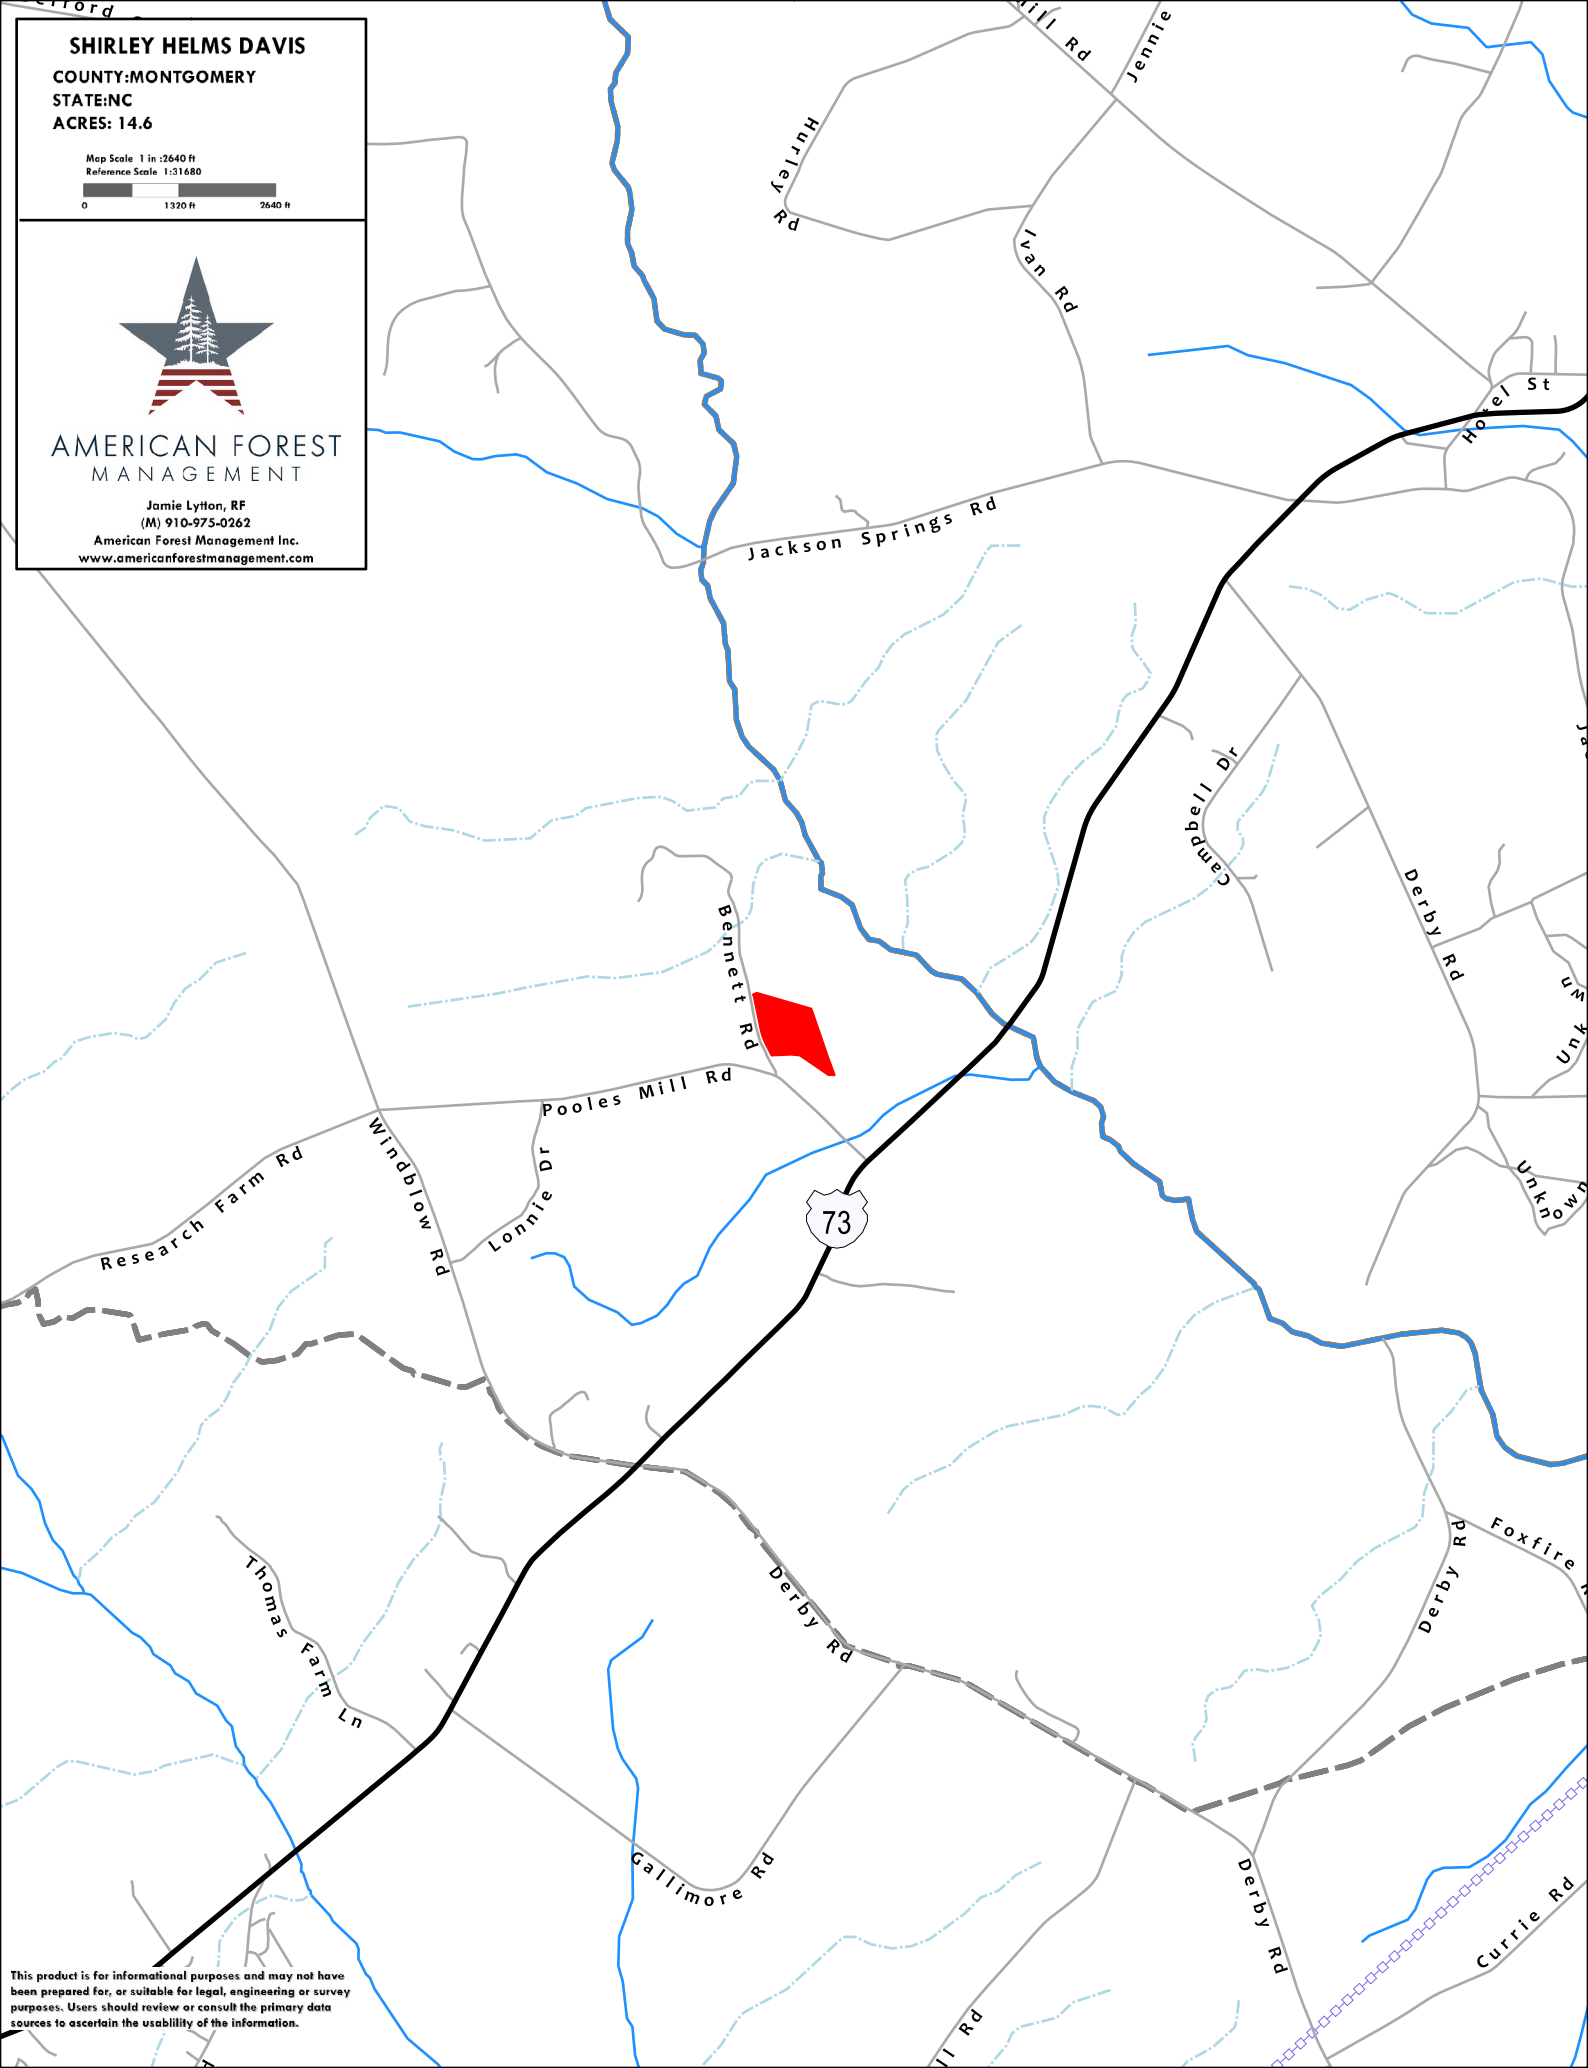 SHIRLEY HELMS DAVIS
COUNTY:MONTGOMERY
STATE:NC
ACRES: 14.6
Map Scale 1 in :2640 ft
Reference Scale 1:31680
0 1320 ft 2640 ft
AMERICAN FOREST
MANAGEMENT
Jamie Lytton, RF
(M) 910-975-0262
American Forest Management Inc.
www.americanforestmanagement.com
Rd
Jennie
Hurley Rd
Ivan Rd
Hotel St
Jackson Springs Rd
Campbell Dr
Derby Rd
Bennett Rd
Pooles Mill Rd
Windblow Rd
Lonnie Dr
Research Farm Rd
73
Unknown
Derby Rd
Foxfire
Thomas Farm Ln
Derby Rd
Gallimore Rd
Derby Rd
Currie Rd
Rd
This product is for informational purposes and may not have
been prepared for, or suitable for legal, engineering or survey
purposes. Users should review or consult the primary data
sources to ascertain the usablility of the information.